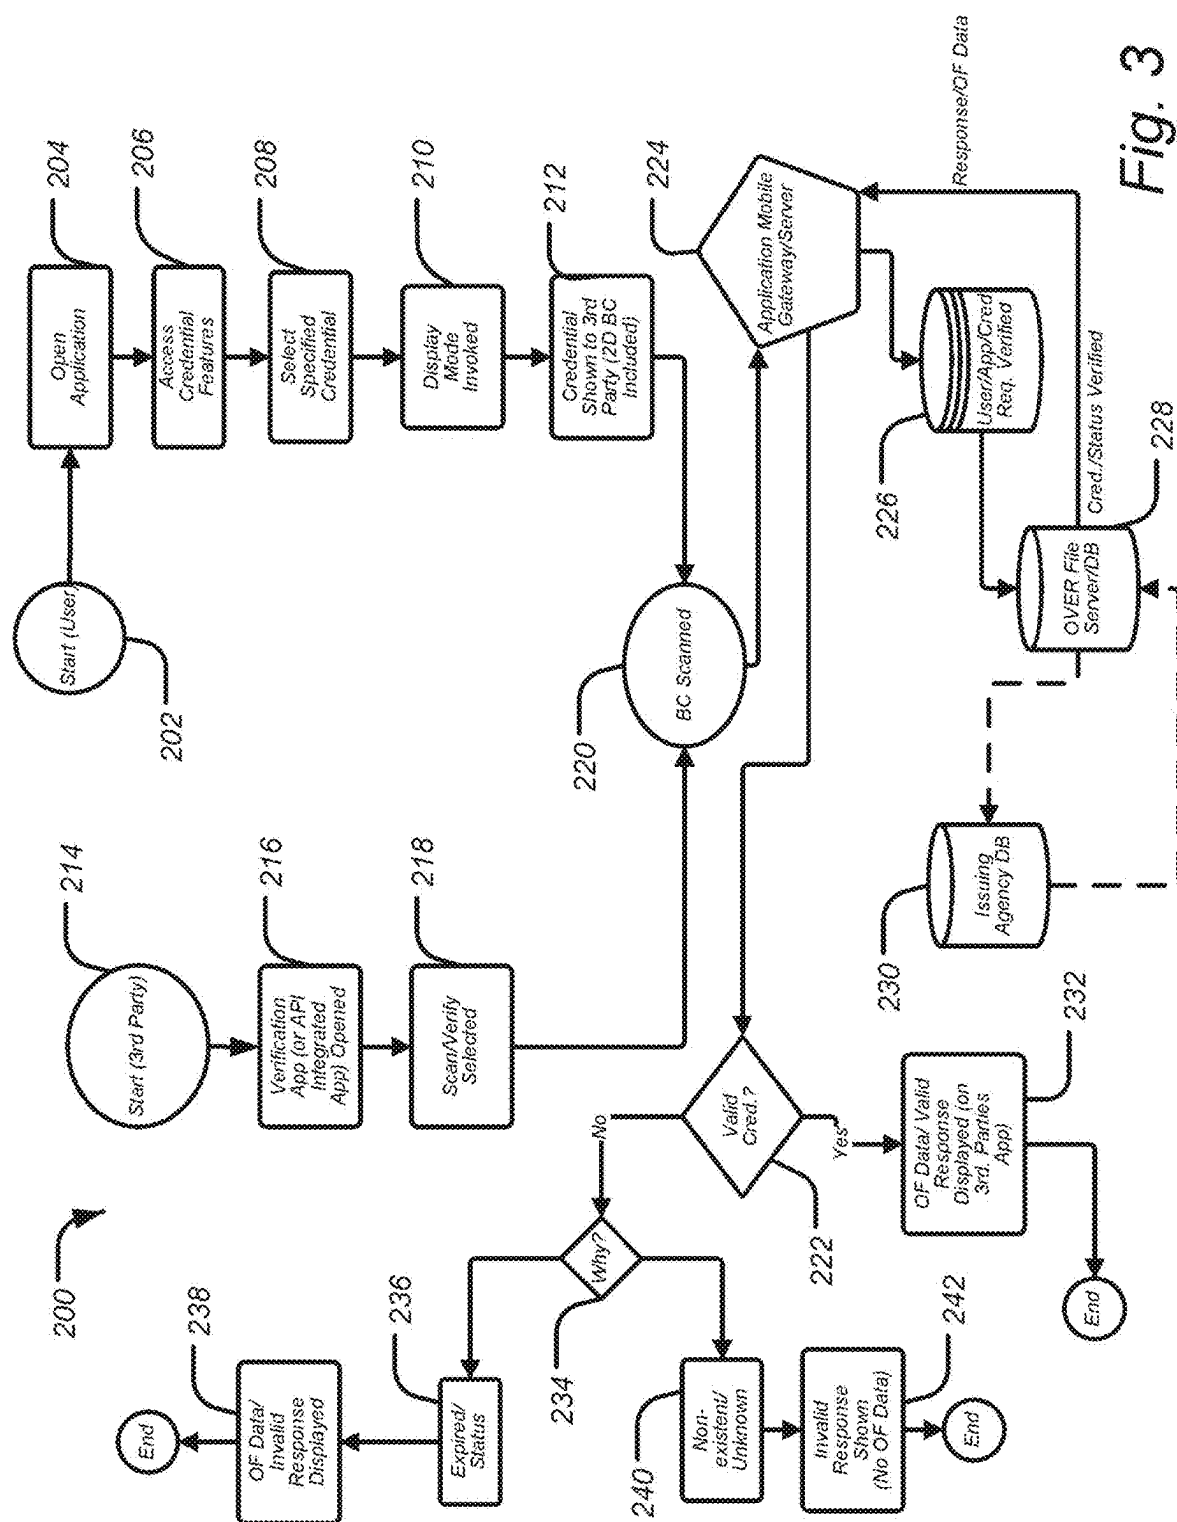 200
Start (User)
202
Open
Application
204
Access
Credential
Features
206
Select
Specified
Credential
208
Display
Mode
Invoked
210
Credential
Shown to 3rd
Party (2D BC
Included)
212
Start (3rd Party)
214
Verification
App (or API
Integrated
App) Opened
216
Scan/Verify
Selected
218
BC Scanned
220
Application Mobile
Gateway/Server
224
User/App/Cred
Req. Verified
226
OVER File
Server/DB
228
Cred./Status Verified
Response/OF Data
Issuing
Agency DB
230
Valid
Cred.?
222
Yes
No
OF Data/ Valid
Response
Displayed (on
3rd. Parties
App)
232
End
Why?
234
Expired/
Status
236
OF Data/
Invalid
Response
Displayed
238
End
Non-
existent/
Unknown
240
Invalid
Response
Shown
(No OF Data)
242
End
Fig. 3